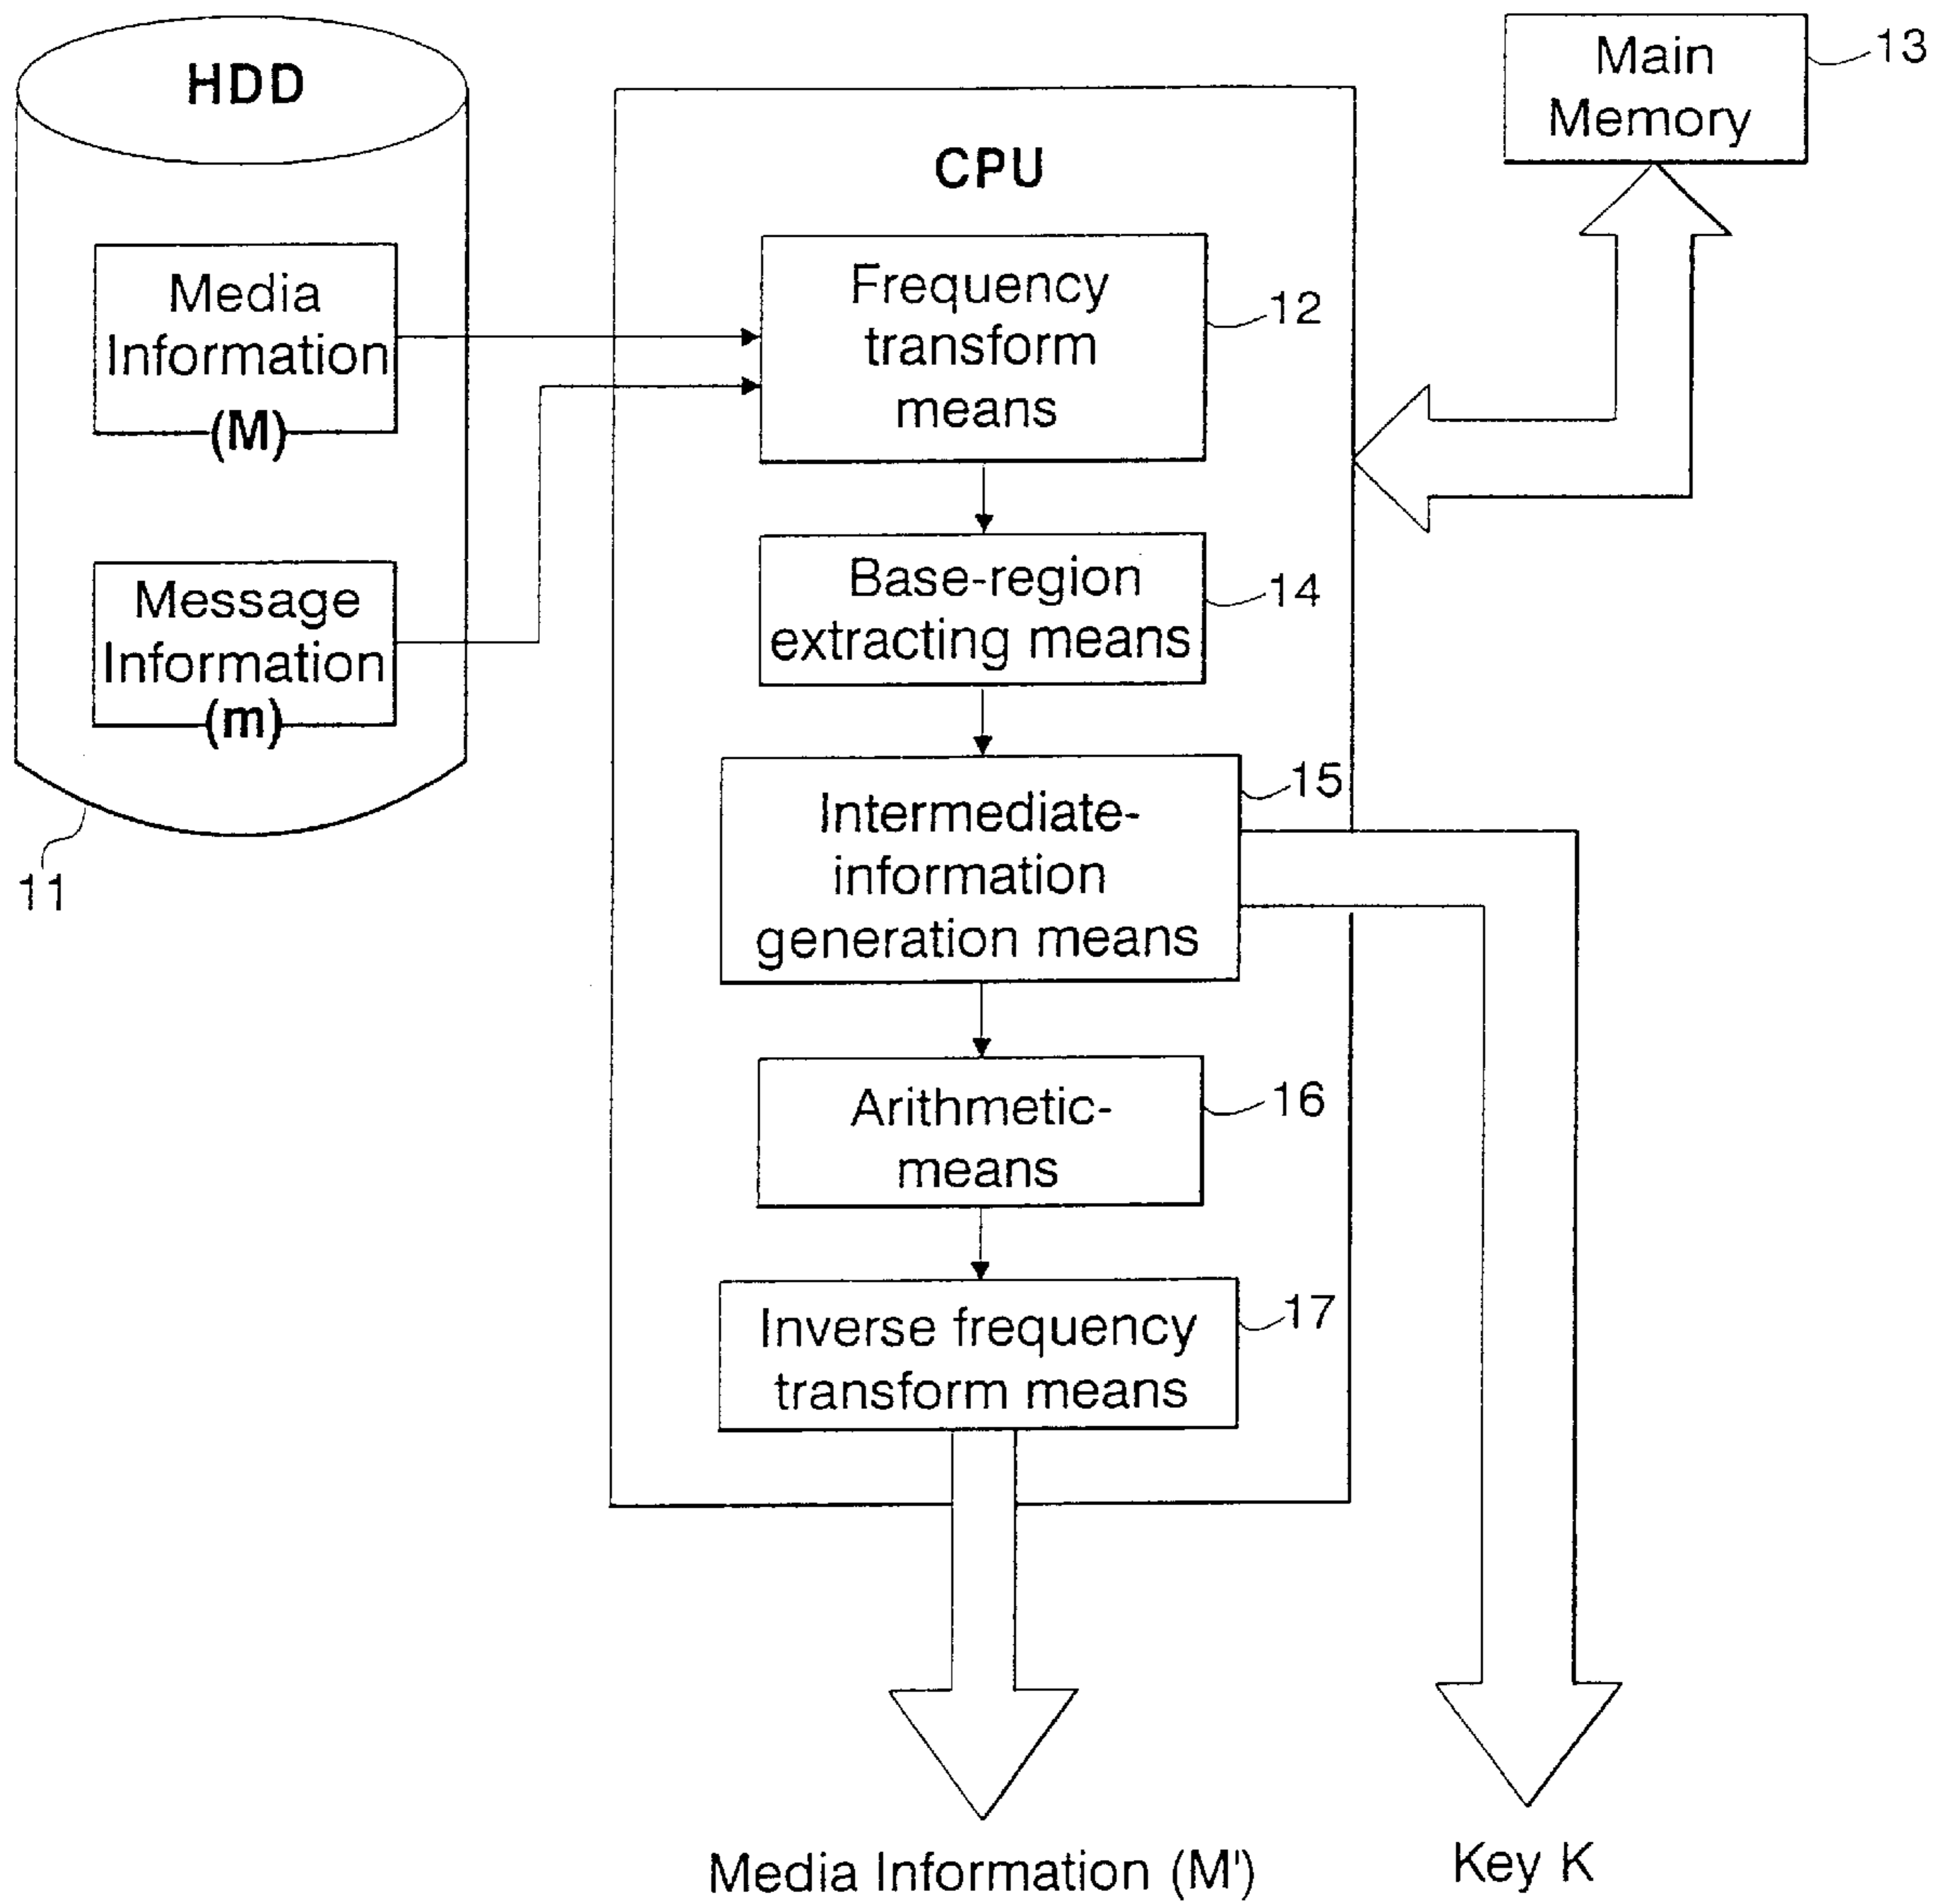 HDD
Media
Information
(M)
Message
Information
(m)
11
CPU
Frequency
transform
means
12
Base-region
extracting means
14
Intermediate-
information
generation means
15
Arithmetic-
means
16
Inverse frequency
transform means
17
Main
Memory
13
Media Information (M')
Key K